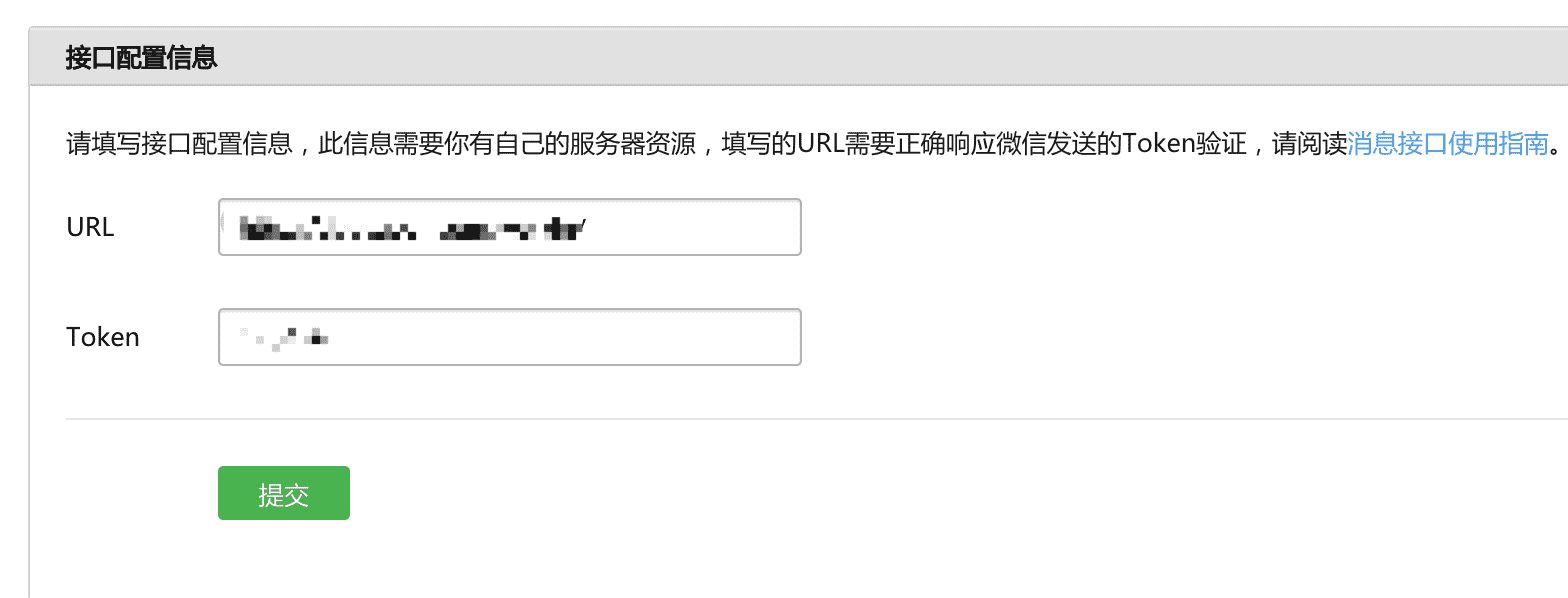 接口配置信息
请填写接口配置信息，此信息需要你有自己的服务器资源，填写的URL需要正确响应微信发送的Token验证，请阅读消息接口使用指南。
URL
Token
提交